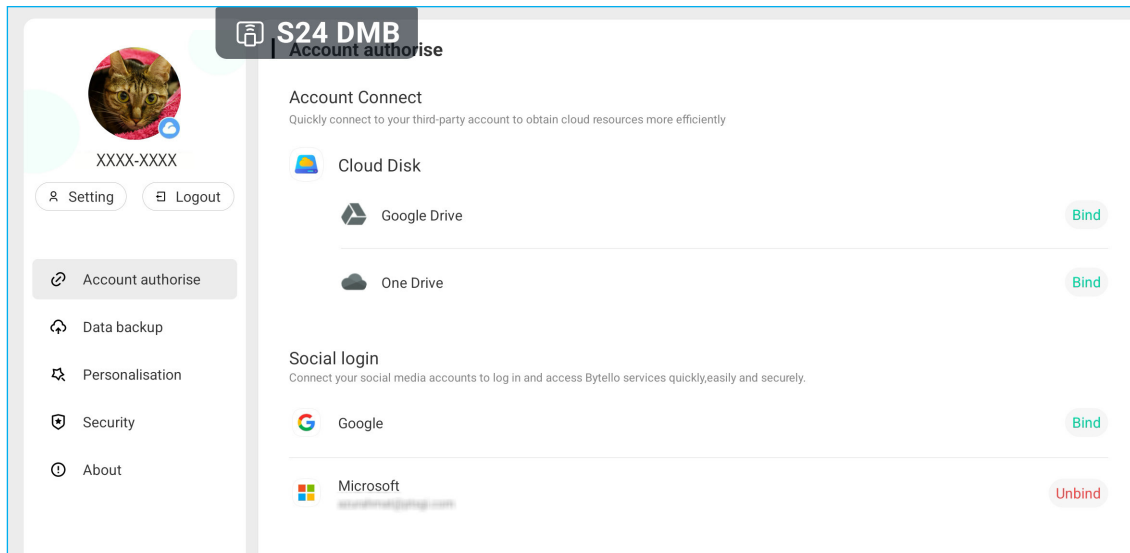 S24 DMB
Account authorise
XXXX-XXXX
Setting
Logout
Account authorise
Data backup
Personalisation
Security
About
Account Connect
Quickly connect to your third-party account to obtain cloud resources more efficiently
Cloud Disk
Google Drive Bind
One Drive Bind
Social login
Connect your social media accounts to log in and access Bytello services quickly,easily and securely.
Google Bind
Microsoft
Unbind